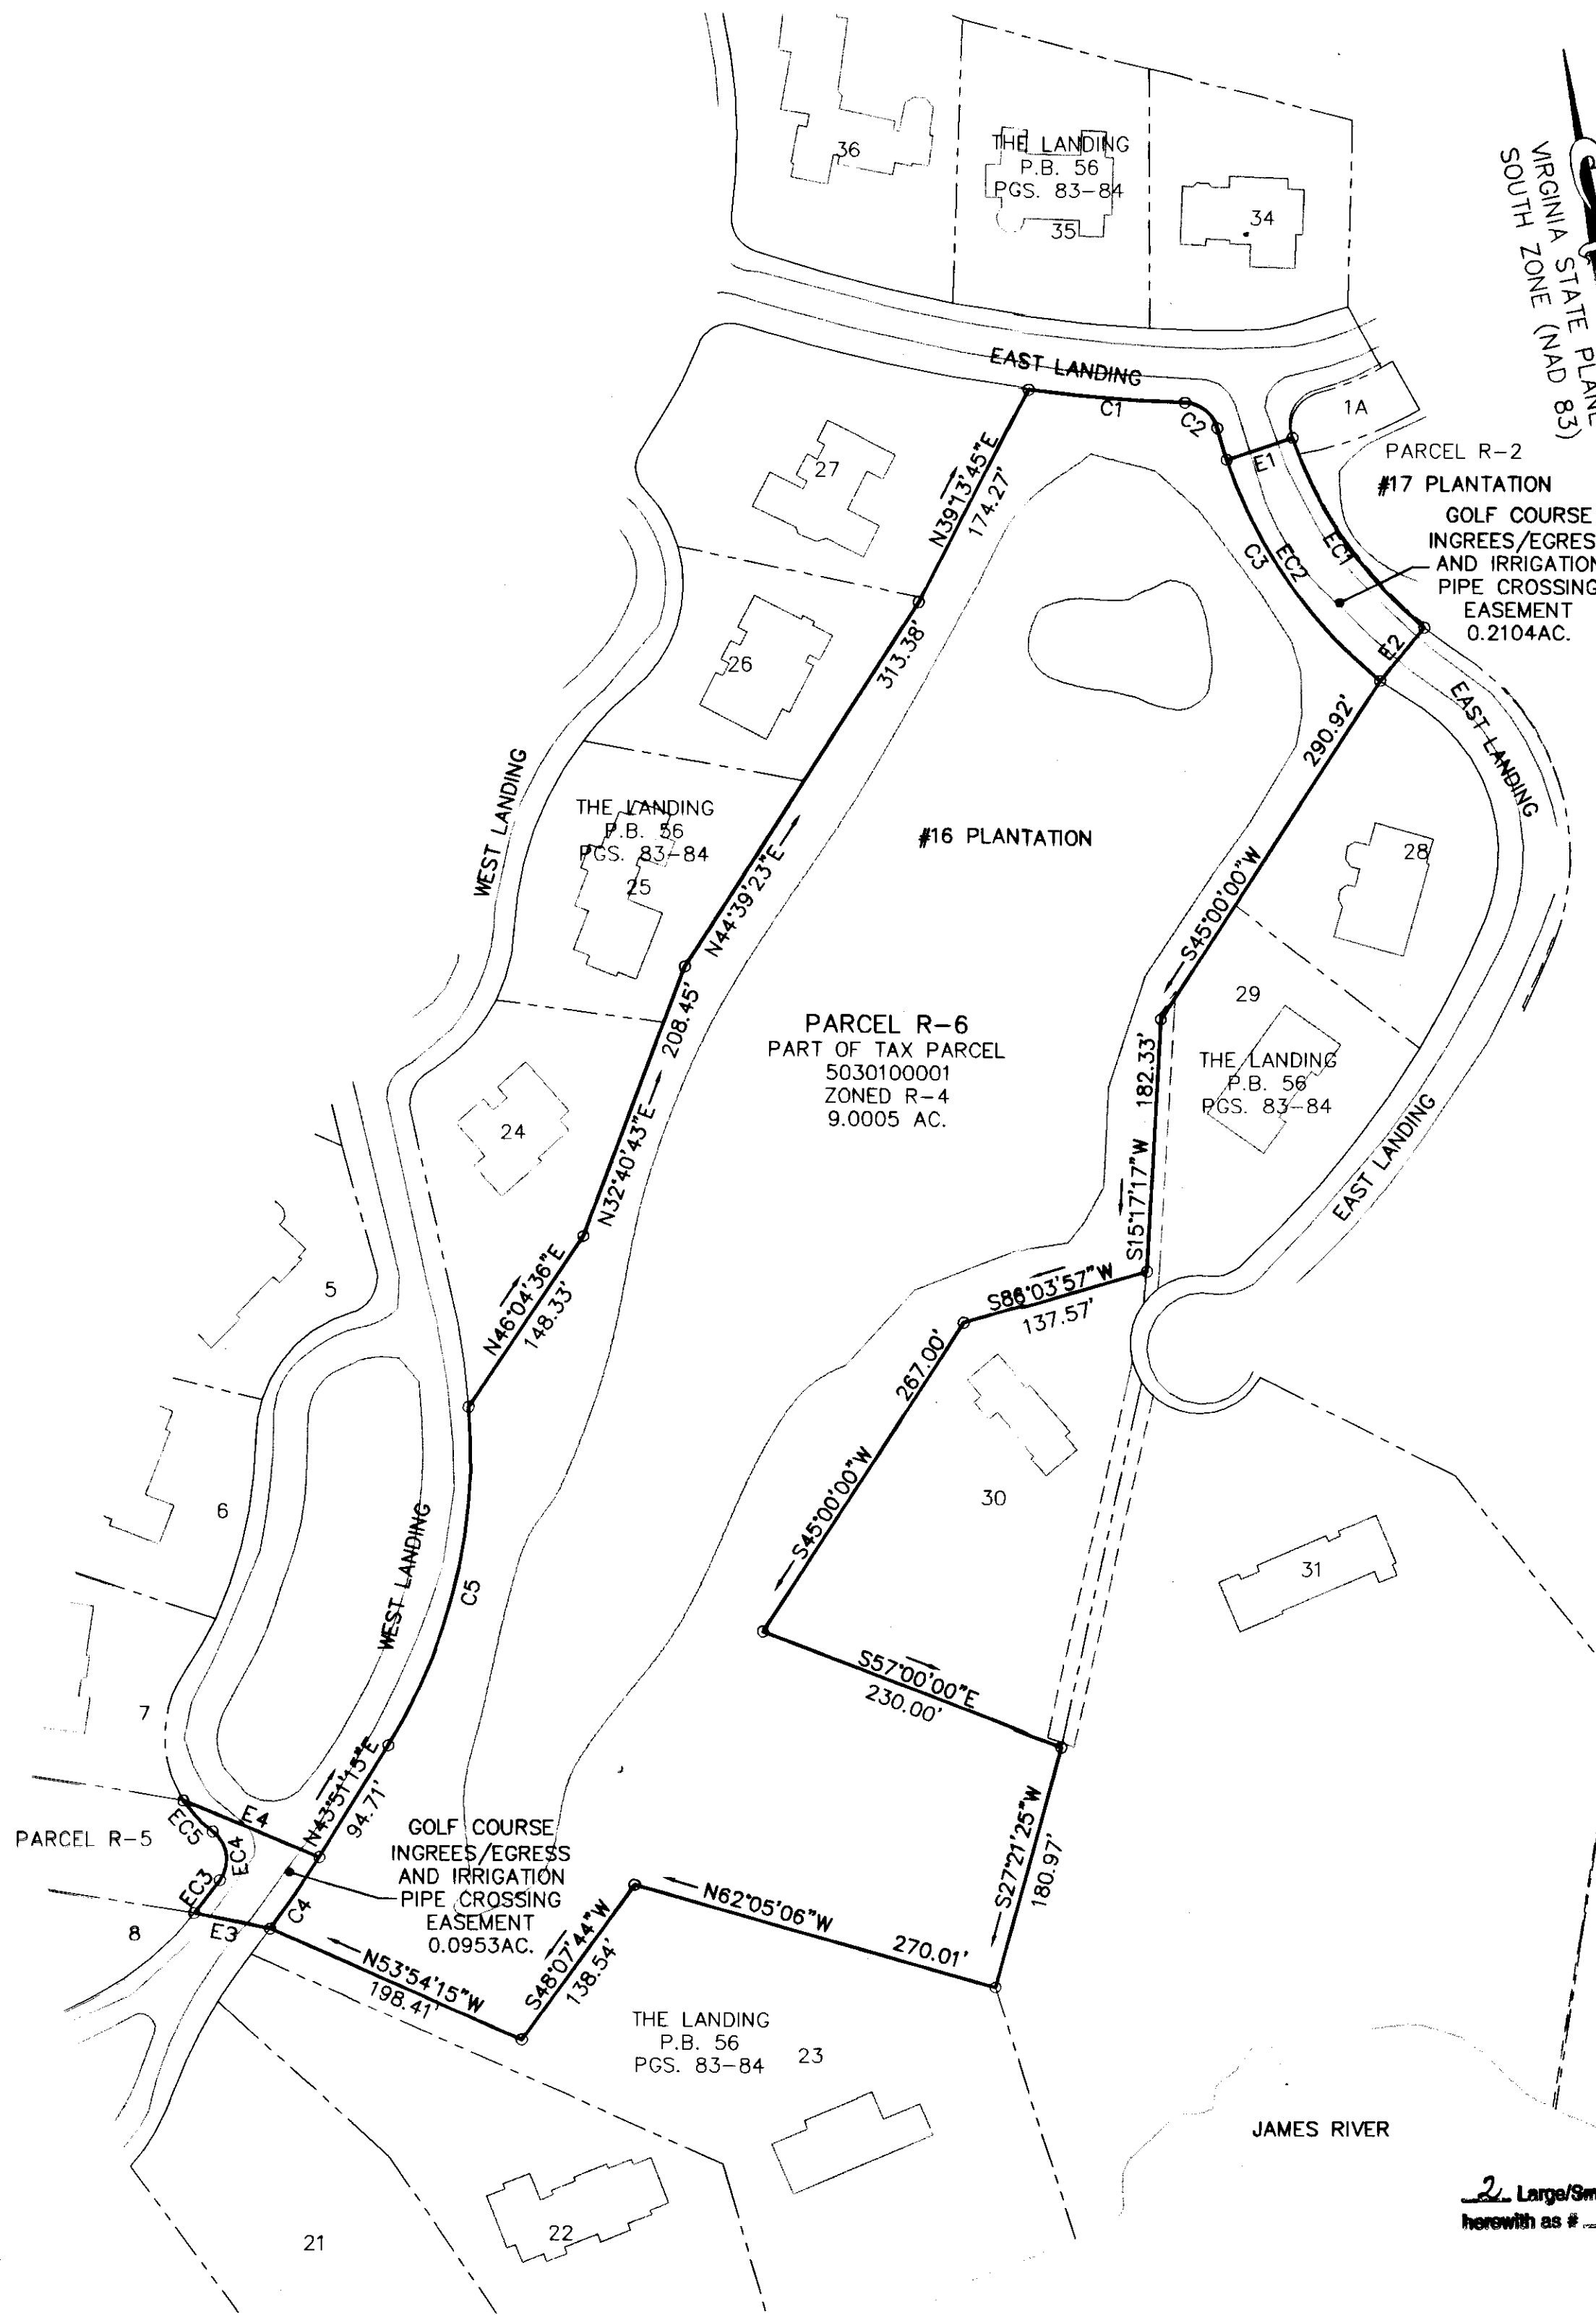 36
THE LANDING
P.B. 56
PGS. 83-84
35
34
VIRGINIA STATE PLANE
SOUTH ZONE (NAD 83)
EAST LANDING
C1
C2
E1
1A
PARCEL R-2
#17 PLANTATION
GOLF COURSE
INGREES/EGRESS
AND IRRIGATION
PIPE CROSSING
EASEMENT
0.2104AC.
27
N39°13'45"E
174.27'
C3
EC2
EC1
E2
26
313.38'
290.92'
EAST LANDING
WEST LANDING
THE LANDING
P.B. 56
PGS. 83-84
25
#16 PLANTATION
28
N44°39'23"E
S45°00'00"W
29
208.45'
PARCEL R-6
PART OF TAX PARCEL
5030100001
ZONED R-4
9.0005 AC.
182.33'
THE LANDING
P.B. 56
PGS. 83-84
24
N32°40'43"E
S15°17'17"W
EAST LANDING
N46°04'36"E
148.33'
5
S86°03'57"W
137.57'
267.00'
30
6
S45°00'00"W
WEST LANDING
C5
31
S57°00'00"E
230.00'
7
N43°51'15"E
94.71'
PARCEL R-5
EC5
E4
EC4
EC3
E3
C4
8
GOLF COURSE
INGREES/EGRESS
AND IRRIGATION
PIPE CROSSING
EASEMENT
0.0953AC.
S27°21'25"W
180.97'
N62°05'06"W
270.01'
S48°07'44"W
138.54'
N53°54'15"W
198.41'
THE LANDING
P.B. 56
PGS. 83-84
23
JAMES RIVER
22
21
2 Large/Sm
herewith as #